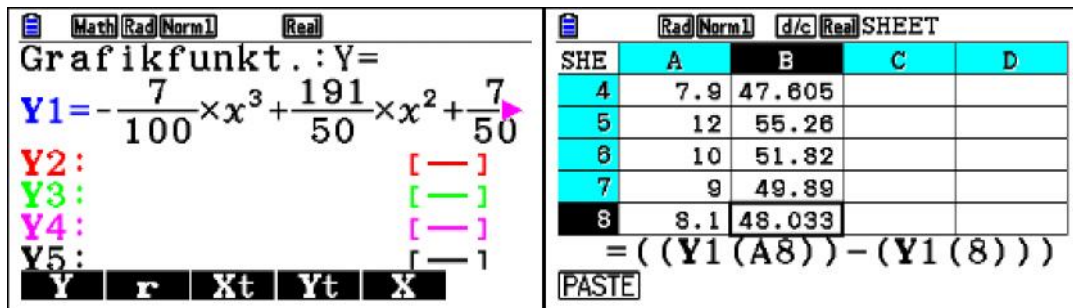 Math Rad Norm1 Real
Grafikfunkt.:Y=
Y1=-7/100×x³+191/50×x²+7/50
Y2: [—]
Y3: [—]
Y4: [—]
Y5: [—]
Y r Xt Yt X
Rad Norm1 d/c Real SHEET
SHE A B C D
4 7.9 47.605
5 12 55.26
6 10 51.82
7 9 49.89
8 8.1 48.033
=((Y1(A8))-(Y1(8)))
PASTE